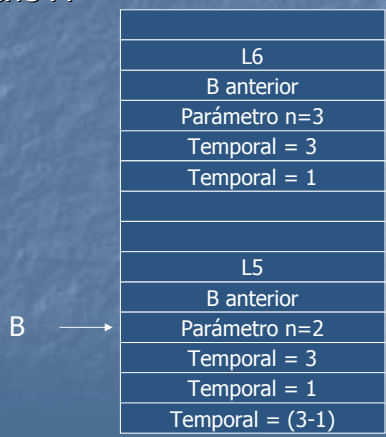 L6
B anterior
Parámetro n=3
Temporal = 3
Temporal = 1
L5
B anterior
B
Parámetro n=2
Temporal = 3
Temporal = 1
Temporal = (3-1)